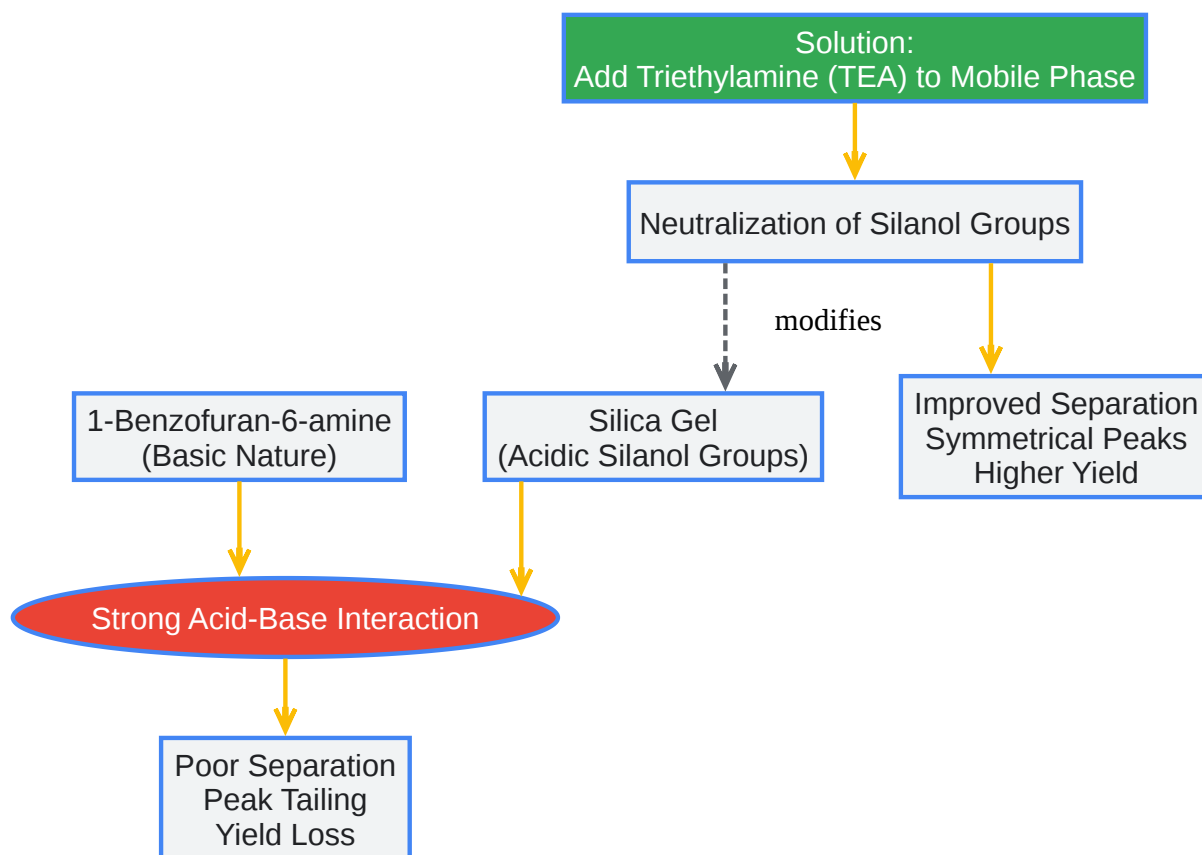 Solution:
Add Triethylamine (TEA) to Mobile Phase
Neutralization of Silanol Groups
modifies
1-Benzofuran-6-amine
(Basic Nature)
Silica Gel
(Acidic Silanol Groups)
Improved Separation
Symmetrical Peaks
Higher Yield
Strong Acid-Base Interaction
Poor Separation
Peak Tailing
Yield Loss